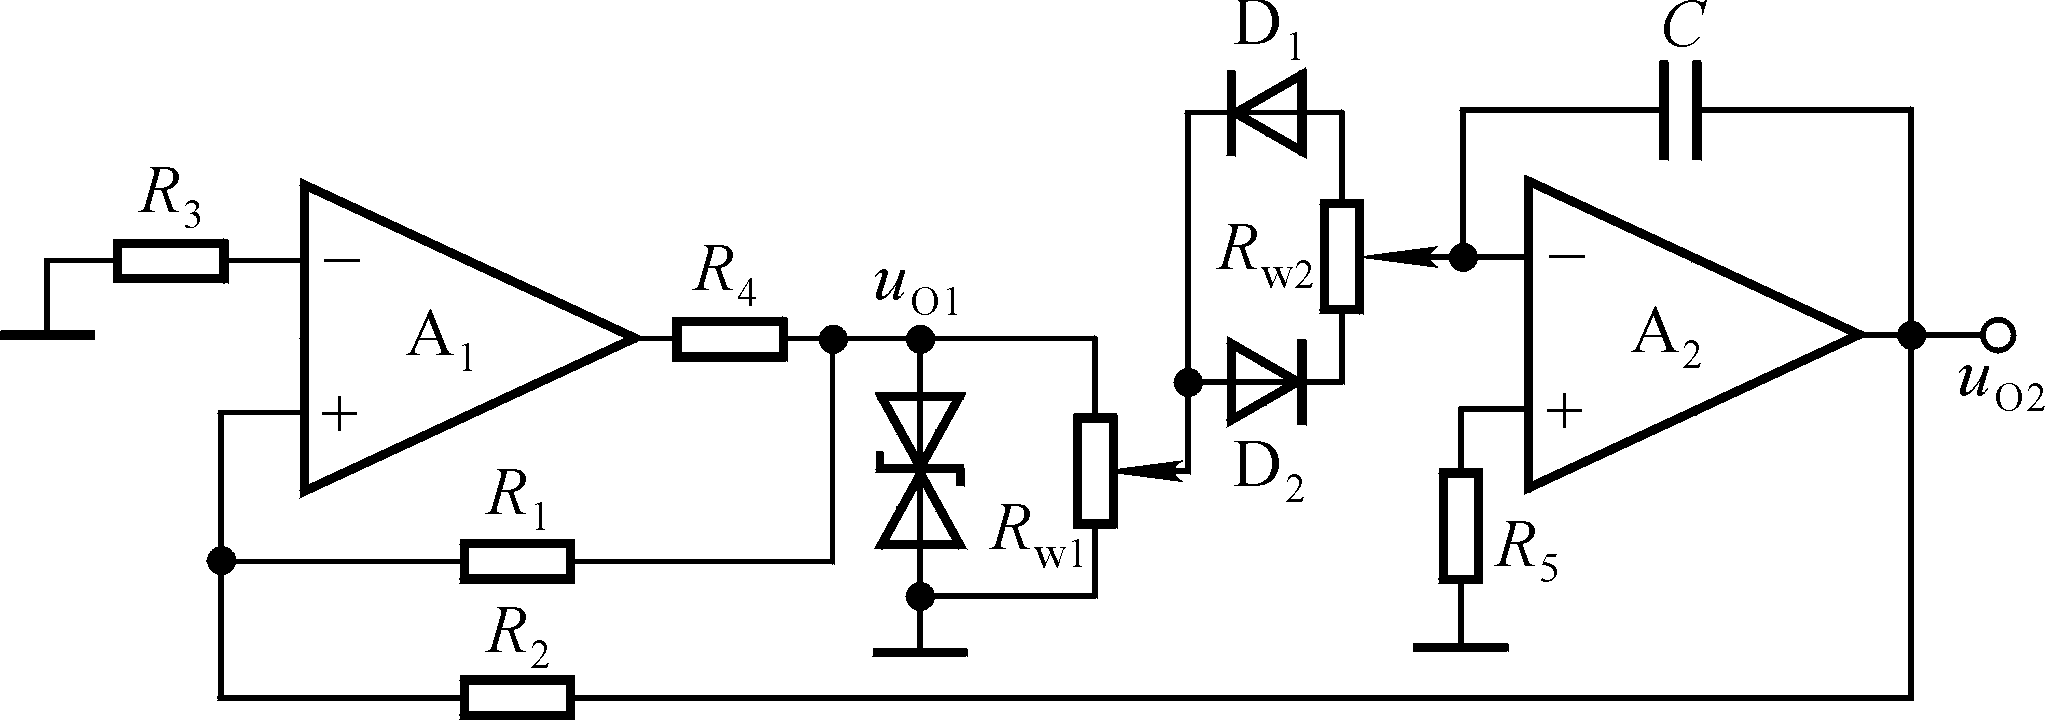 D₁
C
R₃
−
A₁
+
R₄
uO1
Rw1
R₁
R₂
Rw2
D₂
−
A₂
+
R₅
uO2